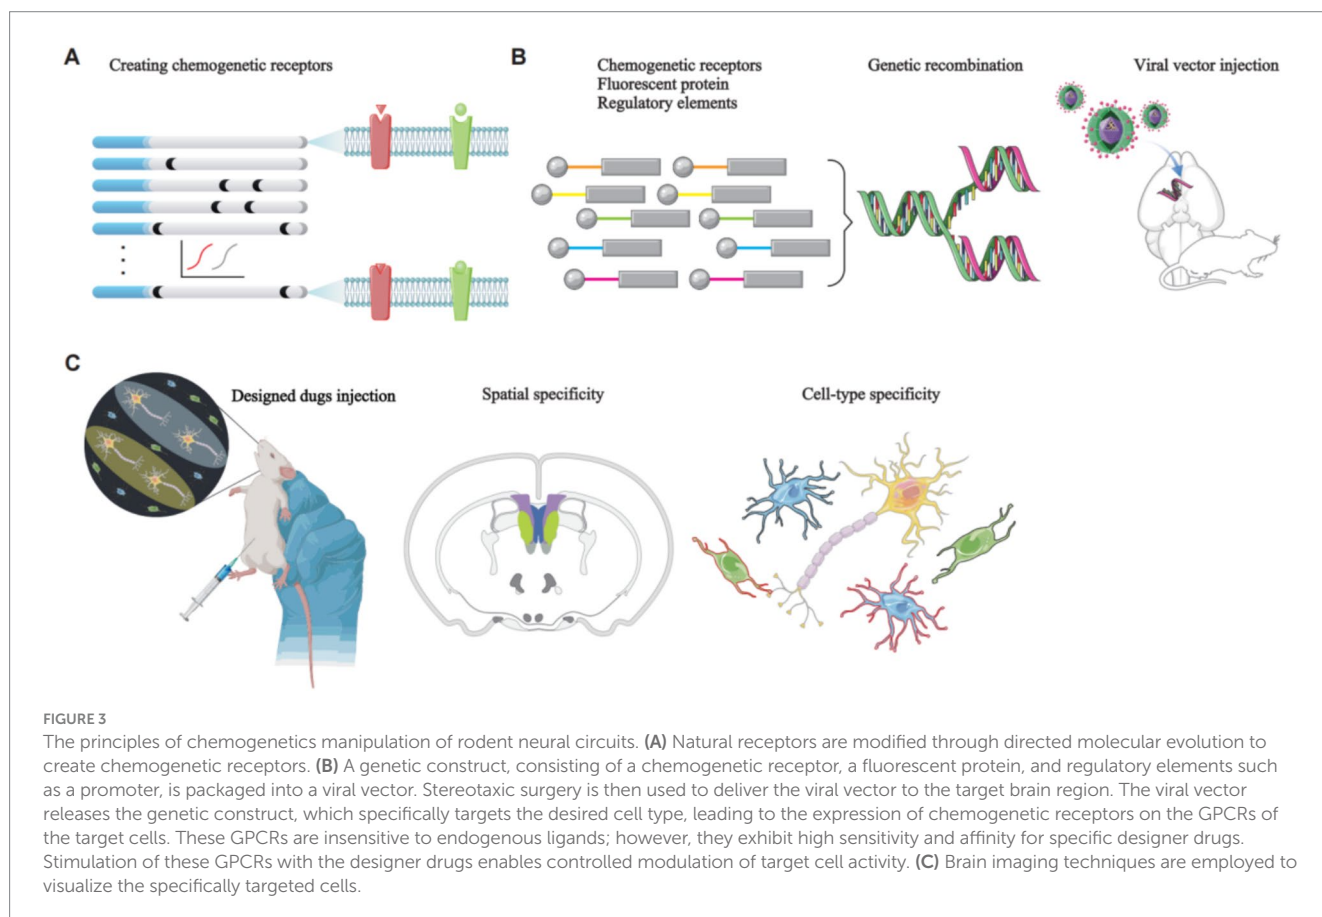 A
Creating chemogenetic receptors
B
Chemogenetic receptors
Fluorescent protein
Regulatory elements
Genetic recombination
Viral vector injection
C
Designed dugs injection
Spatial specificity
Cell-type specificity
FIGURE 3
The principles of chemogenetics manipulation of rodent neural circuits. (A) Natural receptors are modified through directed molecular evolution to
create chemogenetic receptors. (B) A genetic construct, consisting of a chemogenetic receptor, a fluorescent protein, and regulatory elements such
as a promoter, is packaged into a viral vector. Stereotaxic surgery is then used to deliver the viral vector to the target brain region. The viral vector
releases the genetic construct, which specifically targets the desired cell type, leading to the expression of chemogenetic receptors on the GPCRs of
the target cells. These GPCRs are insensitive to endogenous ligands; however, they exhibit high sensitivity and affinity for specific designer drugs.
Stimulation of these GPCRs with the designer drugs enables controlled modulation of target cell activity. (C) Brain imaging techniques are employed to
visualize the specifically targeted cells.